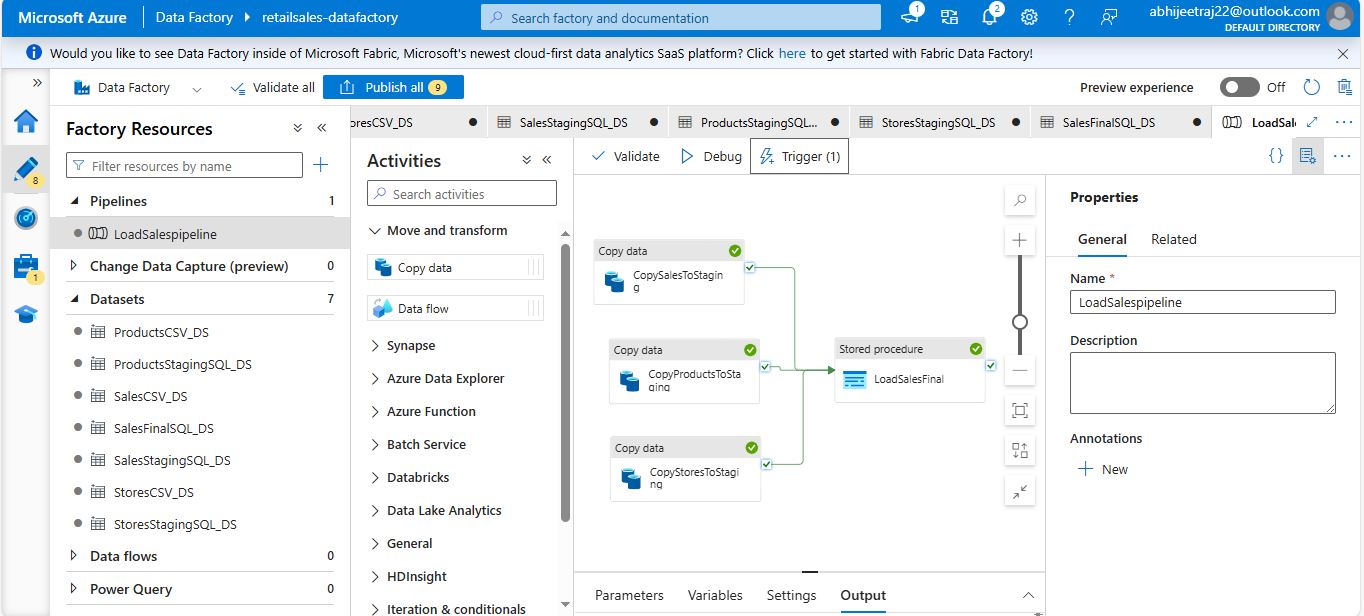 Microsoft Azure
Data Factory
retailsales-datafactory
Search factory and documentation
1
2
abhijeetraj22@outlook.com
DEFAULT DIRECTORY
Would you like to see Data Factory inside of Microsoft Fabric, Microsoft's newest cloud-first data analytics SaaS platform? Click here to get started with Fabric Data Factory!
Data Factory
Validate all
Publish all 9
Preview experience
Off
8
1
Factory Resources
Filter resources by name
Pipelines 1
LoadSalespipeline
Change Data Capture (preview) 0
Datasets 7
ProductsCSV_DS
ProductsStagingSQL_DS
SalesCSV_DS
SalesFinalSQL_DS
SalesStagingSQL_DS
StoresCSV_DS
StoresStagingSQL_DS
Data flows 0
Power Query 0
oresCSV_DS
SalesStagingSQL_DS
ProductsStagingSQL...
StoresStagingSQL_DS
SalesFinalSQL_DS
LoadSale
Activities
Search activities
Move and transform
Copy data
Data flow
Synapse
Azure Data Explorer
Azure Function
Batch Service
Databricks
Data Lake Analytics
General
HDInsight
Iteration & conditionals
Validate
Debug
Trigger (1)
Copy data
CopySalesToStagin
g
Copy data
CopyProductsToSta
ging
Copy data
CopyStoresToStagi
ng
Stored procedure
LoadSalesFinal
Parameters
Variables
Settings
Output
Properties
General
Related
Name *
LoadSalespipeline
Description
Annotations
New